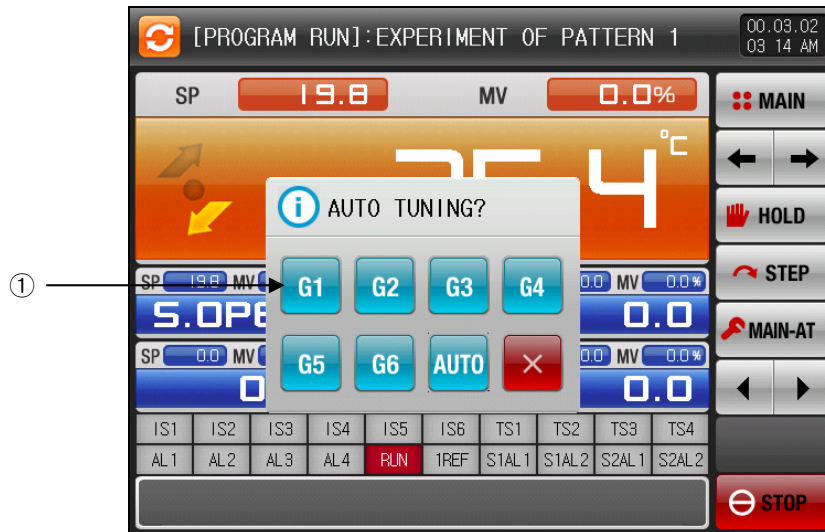 [PROGRAM RUN]:EXPERIMENT OF PATTERN 1
00.03.02
03 14 AM
SP 19.8 MV 0.0%
MAIN
°C
AUTO TUNING?
HOLD
①
G1 G2 G3 G4
SP 19.8 MV 0.0 MV 0.0%
STEP
S.OPE 0.0
MAIN-AT
G5 G6 AUTO ×
SP 0.0 MV 0.0 MV 0.0%
0.0
IS1 IS2 IS3 IS4 IS5 IS6 TS1 TS2 TS3 TS4
AL1 AL2 AL3 AL4 RUN 1REF S1AL1 S1AL2 S2AL1 S2AL2
STOP